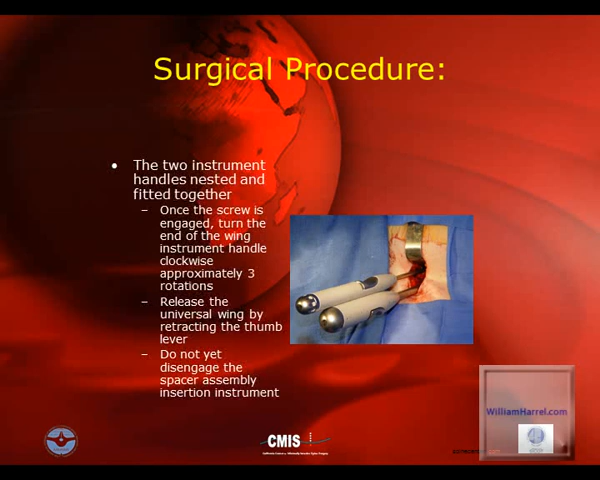 Surgical Procedure:
• The two instrument
handles nested and
fitted together
– Once the screw is
engaged, turn the
end of the wing
instrument handle
clockwise
approximately 3
rotations
– Release the
universal wing by
retracting the thumb
lever
– Do not yet
disengage the
spacer assembly
insertion instrument
WilliamHarrel.com
CMIS